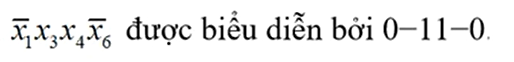 x̅₁x₃x₄x̅₆ được biểu diễn bởi 0−11−0.